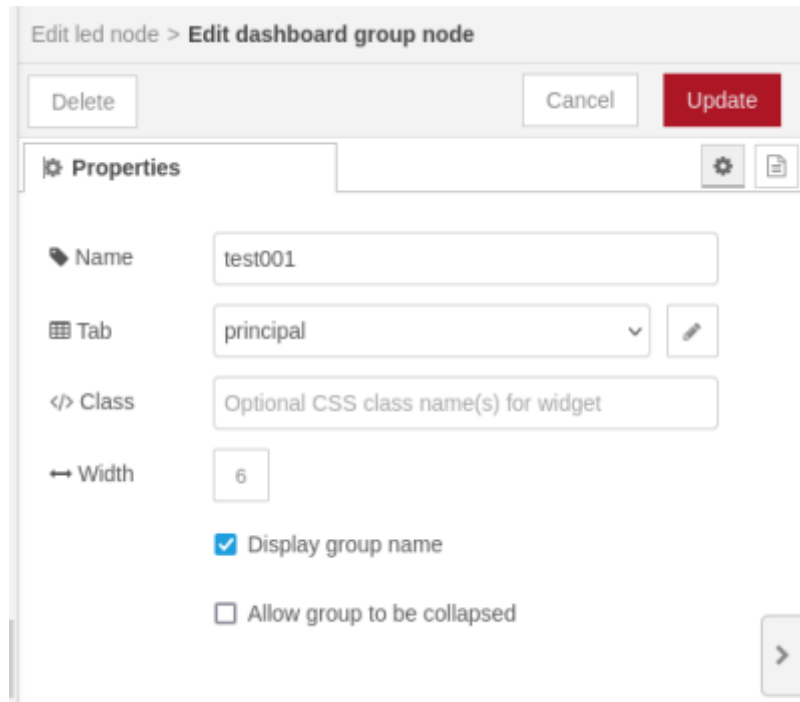 Edit led node > Edit dashboard group node
Delete Cancel Update
Properties
Name test001
Tab principal
</> Class Optional CSS class name(s) for widget
Width 6
Display group name
Allow group to be collapsed